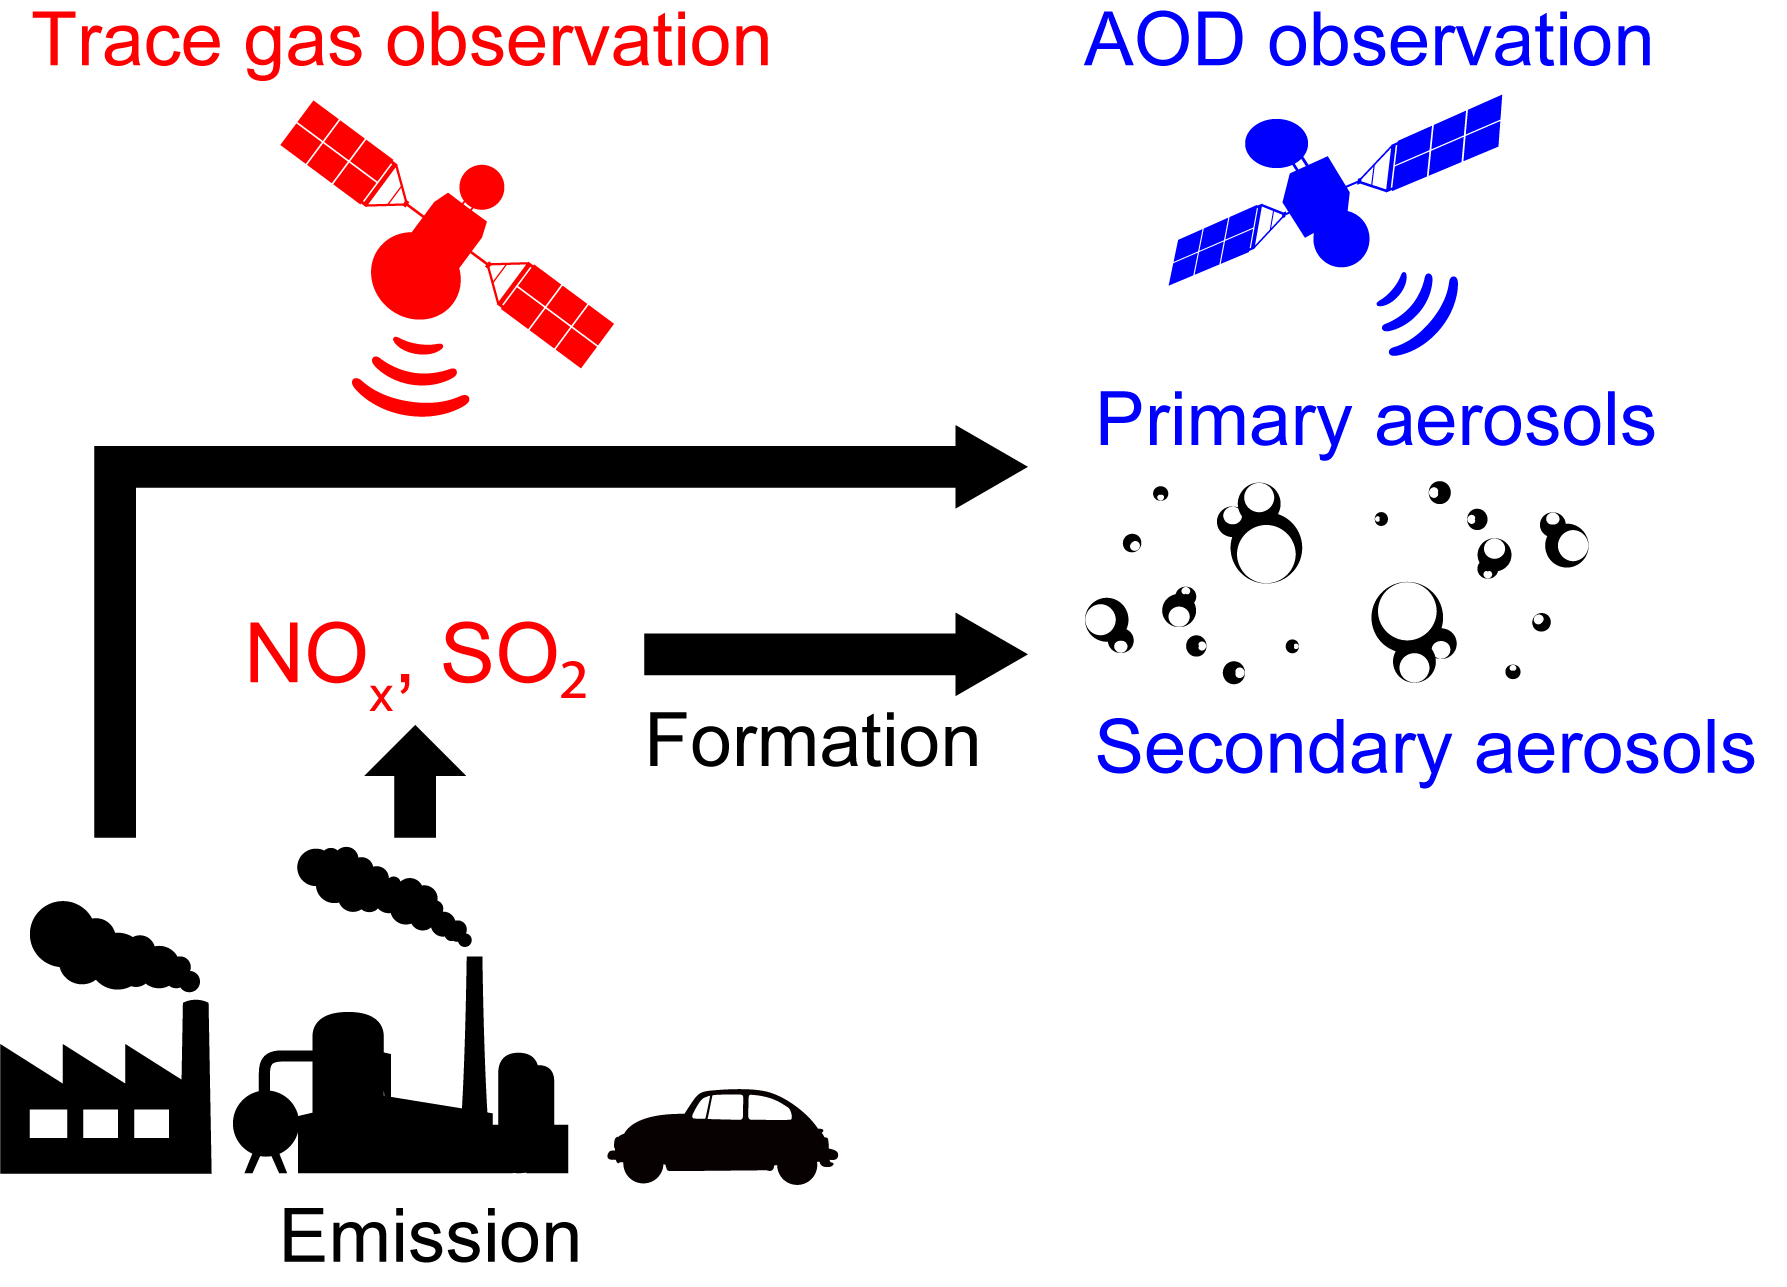 Trace gas observation
AOD observation
Primary aerosols
NOₓ, SO₂
Formation
Secondary aerosols
Emission